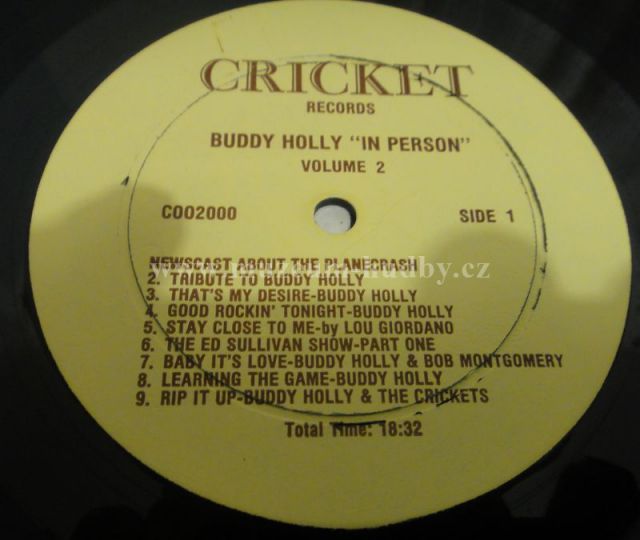 CRICKET
RECORDS
BUDDY HOLLY "IN PERSON"
VOLUME 2
COO2000
SIDE 1
NEWSCAST ABOUT THE PLANECRASH
2. TRIBUTE TO BUDDY HOLLY
3. THAT'S MY DESIRE-BUDDY HOLLY
4. GOOD ROCKIN' TONIGHT-BUDDY HOLLY
5. STAY CLOSE TO ME-by LOU GIORDANO
6. THE ED SULLIVAN SHOW-PART ONE
7. BABY IT'S LOVE-BUDDY HOLLY & BOB MONTGOMERY
8. LEARNING THE GAME-BUDDY HOLLY
9. RIP IT UP-BUDDY HOLLY & THE CRICKETS
Total Time: 18:32